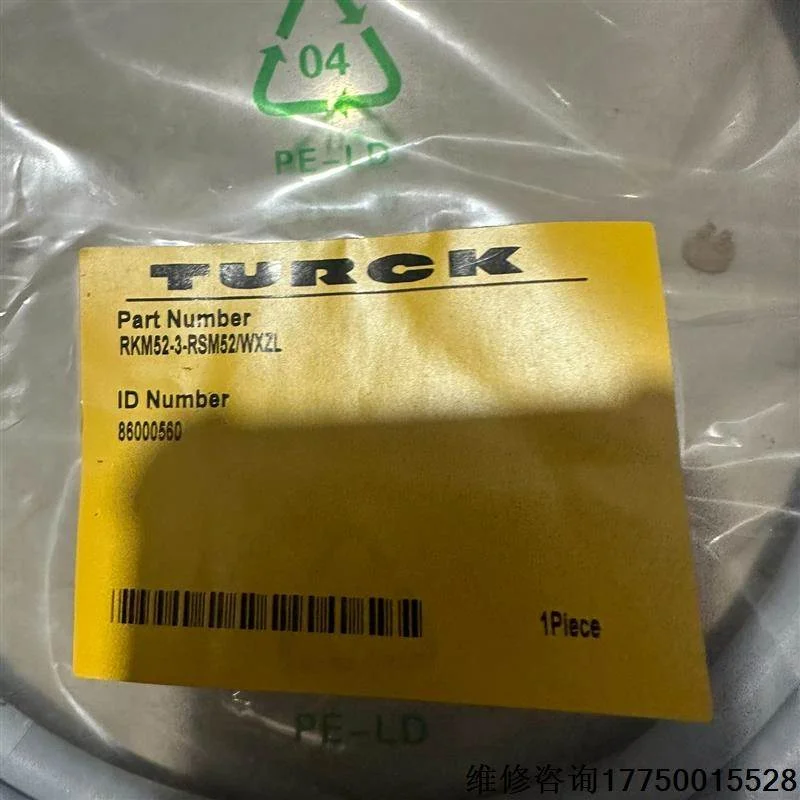 04
PE-LD
TURCK
Part Number
RKM52-3-RSM52/WXZL
ID Number
86000560
1Piece
PE-LD
维修咨询17750015528